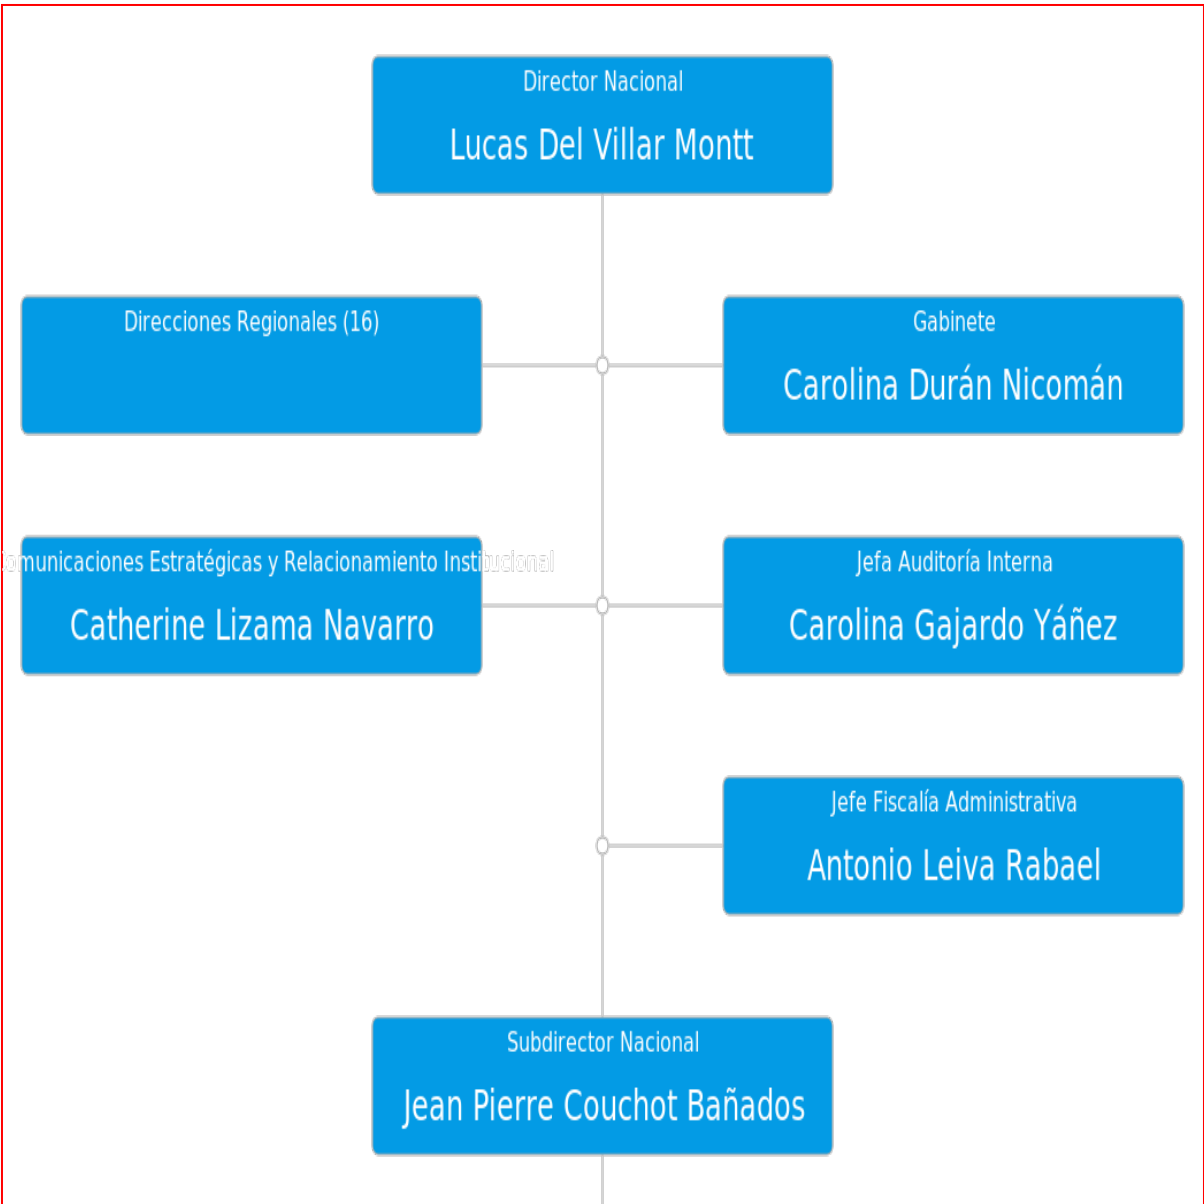 Director Nacional
Lucas Del Villar Montt
Direcciones Regionales (16)
Gabinete
Carolina Durán Nicomán
Estratégicas y Relacionamiento Institucional
Catherine Lizama Navarro
Jefa Auditoría Interna
Carolina Gajardo Yáñez
Jefe Fiscalía Administrativa
Antonio Leiva Rabael
Subdirector Nacional
Jean Pierre Couchot Bañados